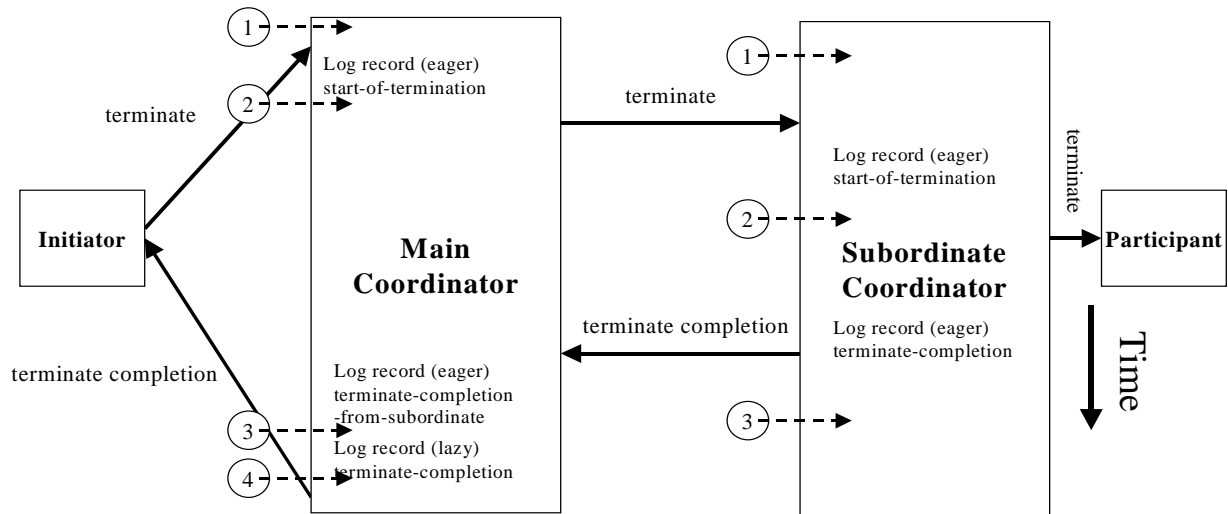 1
Log record (eager)
start-of-termination
2
terminate
Initiator
Main
Coordinator
terminate completion
Log record (eager)
terminate-completion
-from-subordinate
3
Log record (lazy)
terminate-completion
4
terminate
terminate completion
1
Log record (eager)
start-of-termination
2
Subordinate
Coordinator
Log record (eager)
terminate-completion
3
terminate
Participant
Time